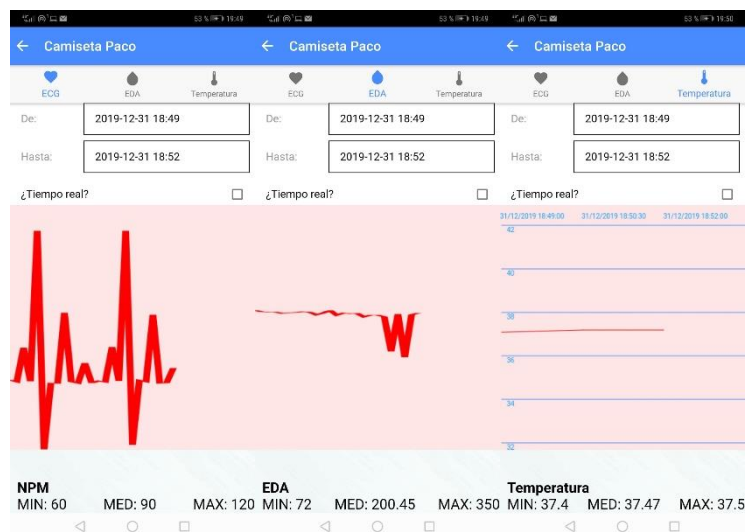 53 % 19:49
Camiseta Paco
ECG EDA Temperatura
De: 2019-12-31 18:49
Hasta: 2019-12-31 18:52
¿Tiempo real?
NPM
MIN: 60 MED: 90 MAX: 120
53 % 19:49
Camiseta Paco
ECG EDA Temperatura
De: 2019-12-31 18:49
Hasta: 2019-12-31 18:52
¿Tiempo real?
EDA
MIN: 72 MED: 200.45 MAX: 350
53 % 19:50
Camiseta Paco
ECG EDA Temperatura
De: 2019-12-31 18:49
Hasta: 2019-12-31 18:52
¿Tiempo real?
31/12/2019 18:49:00 31/12/2019 18:50:30 31/12/2019 18:52:00
42
40
38
36
34
32
Temperatura
MIN: 37.4 MED: 37.47 MAX: 37.5